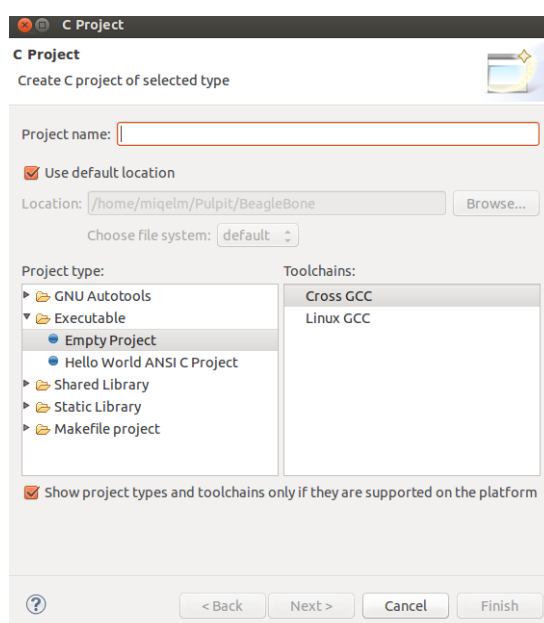 C Project
C Project
Create C project of selected type
Project name:
Use default location
Location: /home/miqelm/Pulpit/BeagleBone Browse...
Choose file system: default
Project type: Toolchains:
GNU Autotools Cross GCC
Executable Linux GCC
Empty Project
Hello World ANSI C Project
Shared Library
Static Library
Makefile project
Show project types and toolchains only if they are supported on the platform
? < Back Next > Cancel Finish